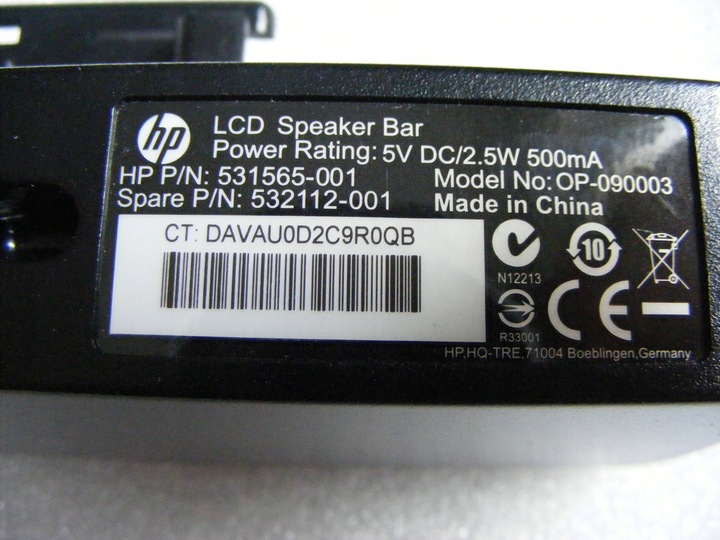 hp
LCD Speaker Bar
Power Rating: 5V DC/2.5W 500mA
HP P/N: 531565-001 Model No: OP-090003
Spare P/N: 532112-001 Made in China
CT: DAVAU0D2C9R0QB
N12213
10
R33001
CE
HP,HQ-TRE,71004 Boeblingen,Germany